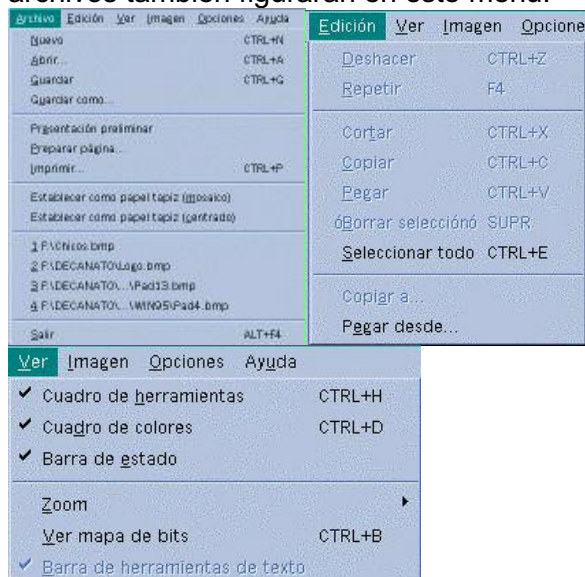 archivos también figurarán en este menú.
Archivo Edición Ver Imagen Opciones Ayuda
Nuevo CTRL+N
Abrir... CTRL+A
Guardar CTRL+G
Guardar como...
Presentación preliminar
Preparar página...
Imprimir... CTRL+P
Establecer como papel tapiz (mosaico)
Establecer como papel tapiz (centrado)
1 F:\Chicos.bmp
2 F:\DECANATO\Logo.bmp
3 F:\DECANATO\...\Pad13.bmp
4 F:\DECANATO\...\WIN95\Pad4.bmp
Salir ALT+F4
Edición Ver Imagen Opcione
Deshacer CTRL+Z
Repetir F4
Cortar CTRL+X
Copiar CTRL+C
Pegar CTRL+V
óBorrar seleccionó SUPR
Seleccionar todo CTRL+E
Copiar a...
Pegar desde...
Ver Imagen Opciones Ayuda
✔ Cuadro de herramientas CTRL+H
✔ Cuadro de colores CTRL+D
✔ Barra de estado
Zoom
Ver mapa de bits CTRL+B
✔ Barra de herramientas de texto